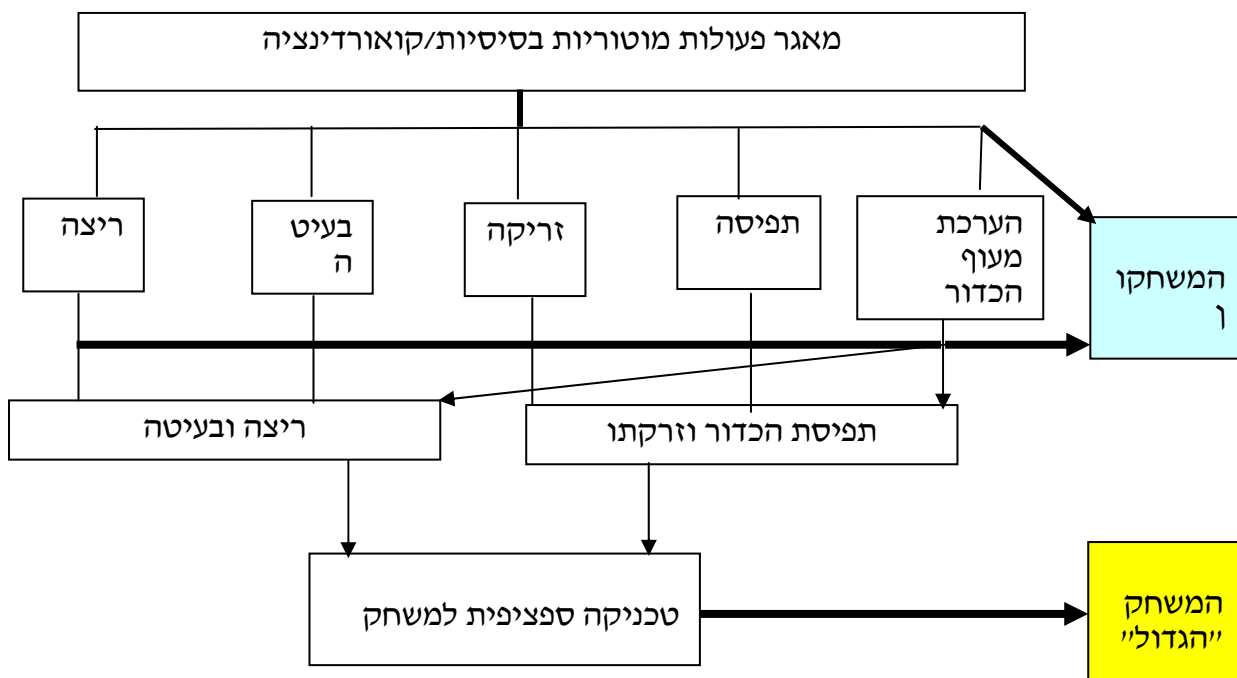 מאגר פעולות מוטוריות בסיסיות/קואורדינציה
הערכת
מעוף
הכדור
תפיסה
זריקה
בעיט
ה
ריצה
המשחקו
ן
תפיסת הכדור וזרקתו
ריצה ובעיטה
טכניקה ספציפית למשחק
המשחק
״הגדול״